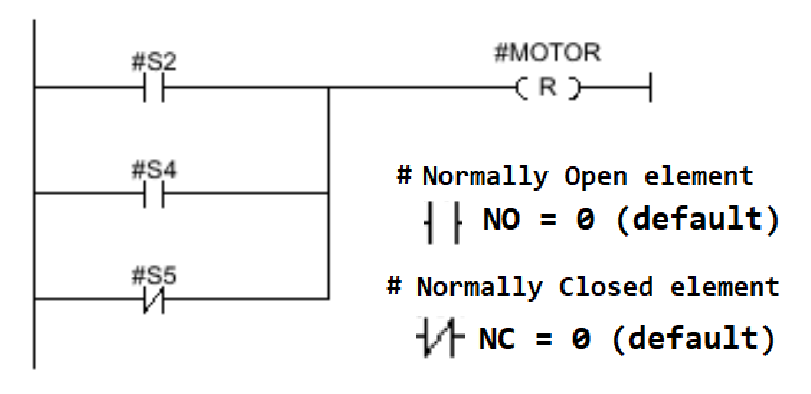 #S2
#MOTOR
R
#S4
# Normally Open element
NO = 0 (default)
#S5
# Normally Closed element
NC = 0 (default)